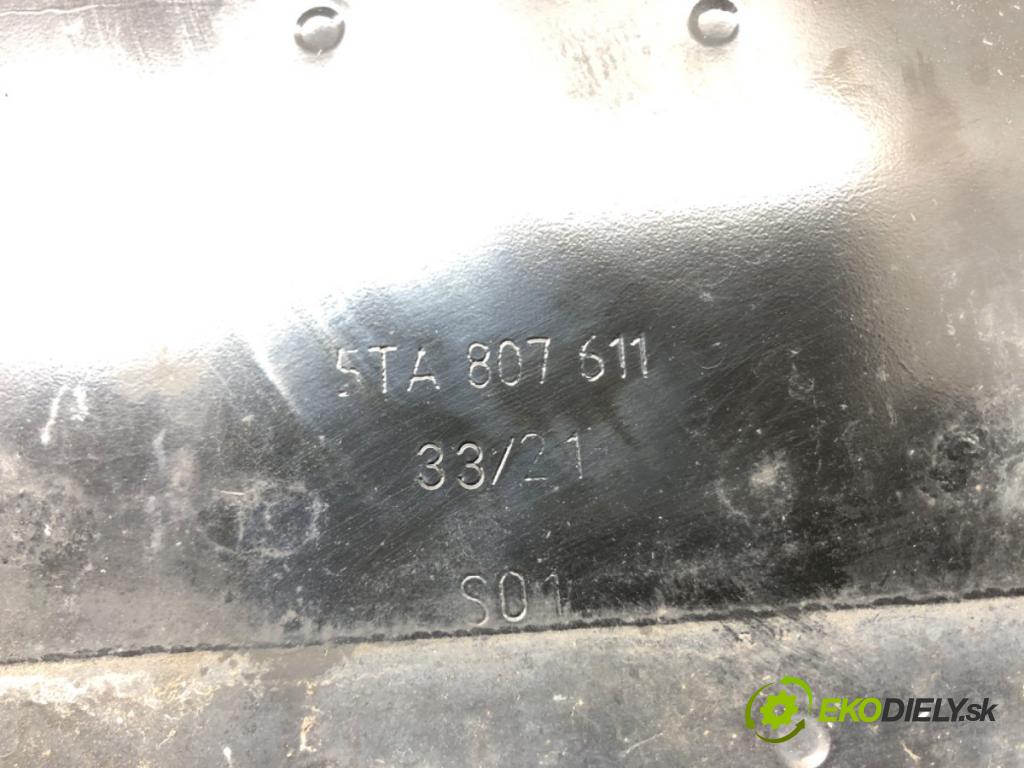 5TA 807 611
33/21
S01
EKODIELY.sk